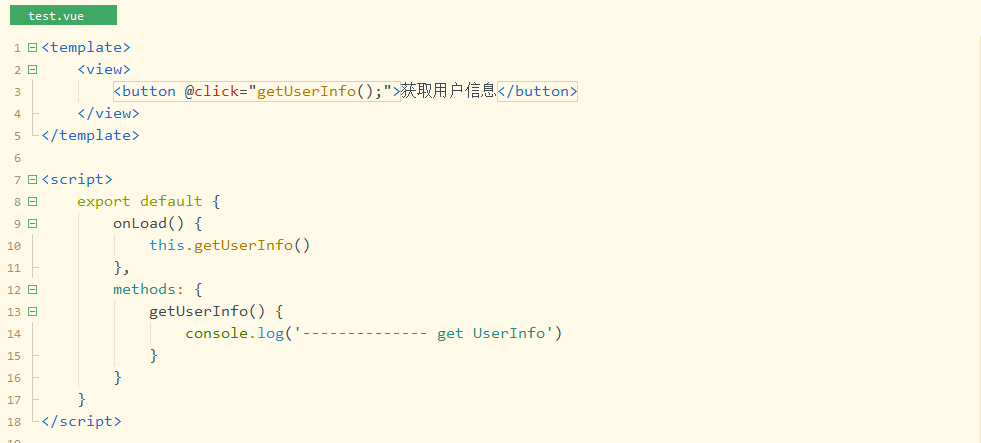 test.vue
1 <template>
2 <view>
3 <button @click="getUserInfo();">获取用户信息</button>
4 </view>
5 </template>
6
7 <script>
8 export default {
9 onLoad() {
10 this.getUserInfo()
11 },
12 methods: {
13 getUserInfo() {
14 console.log('-------------- get UserInfo')
15 }
16 }
17 }
18 </script>